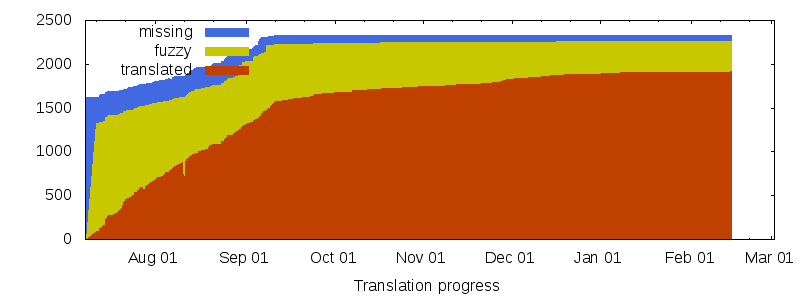 2500
2000
1500
1000
500
0
missing
fuzzy
translated
Aug 01 Sep 01 Oct 01 Nov 01 Dec 01 Jan 01 Feb 01 Mar 01
Translation progress